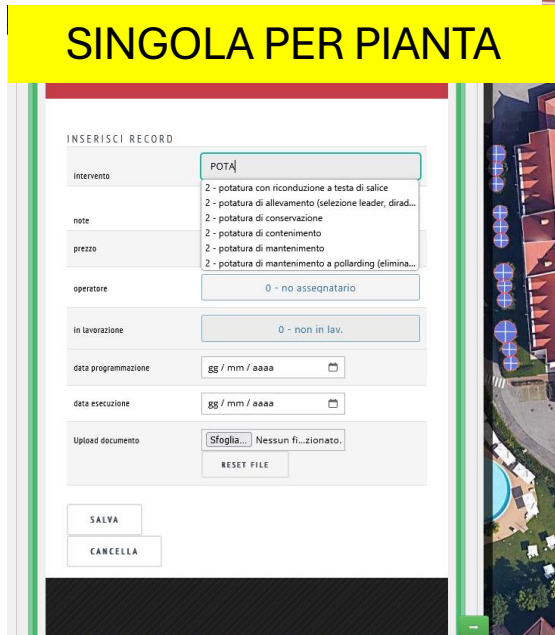 SINGOLA PER PIANTA
INSERISCI RECORD
intervento
POTA
2 - potatura con riconduzione a testa di salice
2 - potatura di allevamento (selezione leader, dirad...
2 - potatura di conservazione
2 - potatura di contenimento
2 - potatura di mantenimento
2 - potatura di mantenimento a pollarding (elimina...
note
prezzo
operatore
0 - no assegnatario
in lavorazione
0 - non in lav.
data programmazione
gg / mm / aaaa
data esecuzione
gg / mm / aaaa
Upload documento
Sfoglia... Nessun fi...zionato.
RESET FILE
SALVA
CANCELLA